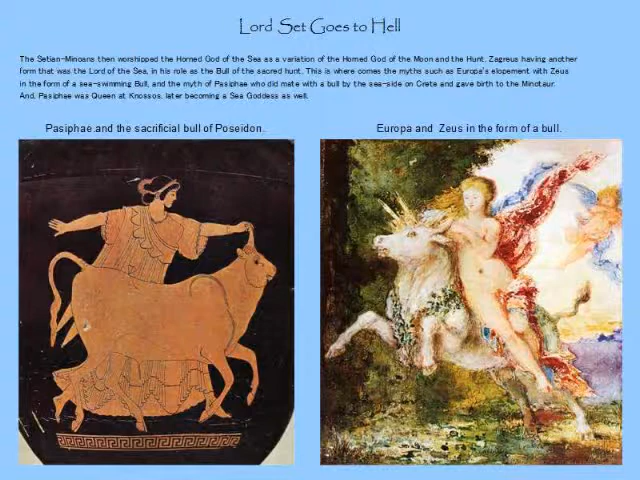 Lord Set Goes to Hell
The Setian-Minoans then worshipped the Horned God of the Sea as a variation of the Horned God of the Moon and the Hunt, Zagreus having another
form that was the Lord of the Sea, in his role as the Bull of the sacred hunt. This is where comes the myths such as Europa's elopement with Zeus
in the form of a sea-swimming Bull, and the myth of Pasiphae who did mate with a bull by the sea-side on Crete and gave birth to the Minotaur.
And, Pasiphae was Queen at Knossos, later becoming a Sea Goddess as well.
Pasiphae and the sacrificial bull of Poseidon.
Europa and Zeus in the form of a bull.